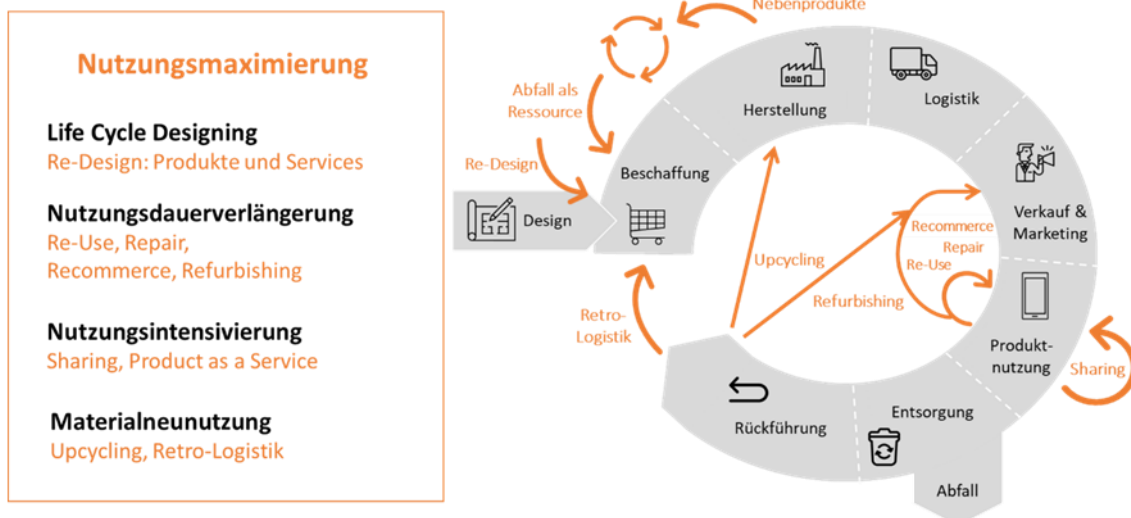 Nutzungsmaximierung
Life Cycle Designing
Re-Design: Produkte und Services
Nutzungsdauerverlängerung
Re-Use, Repair,
Recommerce, Refurbishing
Nutzungsintensivierung
Sharing, Product as a Service
Materialneunutzung
Upcycling, Retro-Logistik
Nebenprodukte
Abfall als
Ressource
Re-Design
Design
Beschaffung
Herstellung
Logistik
Verkauf &
Marketing
Recommerce
Repair
Re-Use
Upcycling
Refurbishing
Retro-
Logistik
Produkt-
nutzung
Sharing
Entsorgung
Rückführung
Abfall